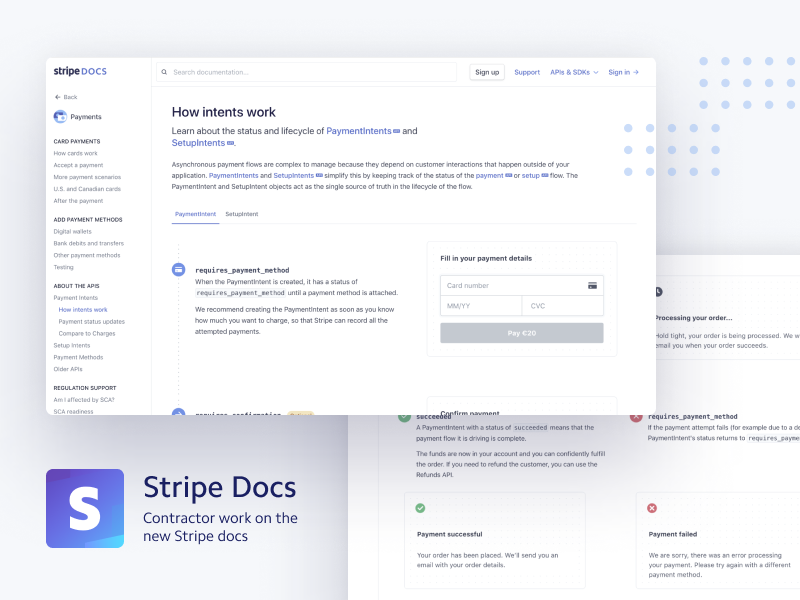 stripe DOCS
Search documentation...
Sign up
Support
APIs & SDKs
Sign in →
← Back
Payments
CARD PAYMENTS
How cards work
Accept a payment
More payment scenarios
U.S. and Canadian cards
After the payment
ADD PAYMENT METHODS
Digital wallets
Bank debits and transfers
Other payment methods
Testing
ABOUT THE APIS
Payment Intents
How intents work
Payment status updates
Compare to Charges
Setup Intents
Payment Methods
Older APIs
REGULATION SUPPORT
Am I affected by SCA?
SCA readiness
How intents work
Learn about the status and lifecycle of PaymentIntents and
SetupIntents.
Asynchronous payment flows are complex to manage because they depend on customer interactions that happen outside of your
application. PaymentIntents and SetupIntents simplify this by keeping track of the status of the payment or setup flow. The
PaymentIntent and SetupIntent objects act as the single source of truth in the lifecycle of the flow.
PaymentIntent
SetupIntent
requires_payment_method
When the PaymentIntent is created, it has a status of
requires_payment_method until a payment method is attached.
We recommend creating the PaymentIntent as soon as you know
how much you want to charge, so that Stripe can record all the
attempted payments.
Fill in your payment details
Card number
MM/YY
CVC
Pay €20
requires_confirmation
Confirm payment
Processing your order...
Hold tight, your order is being processed. We w
email you when your order succeeds.
succeeded
A PaymentIntent with a status of succeeded means that the
payment flow it is driving is complete.
The funds are now in your account and you can confidently fulfill
the order. If you need to refund the customer, you can use the
Refunds API.
requires_payment_method
If the payment attempt fails (for example due to a de
PaymentIntent's status returns to requires_payme
Payment successful
Your order has been placed. We'll send you an
email with your order details.
Payment failed
We are sorry, there was an error processing
your payment. Please try again with a different
payment method.
S
Stripe Docs
Contractor work on the
new Stripe docs